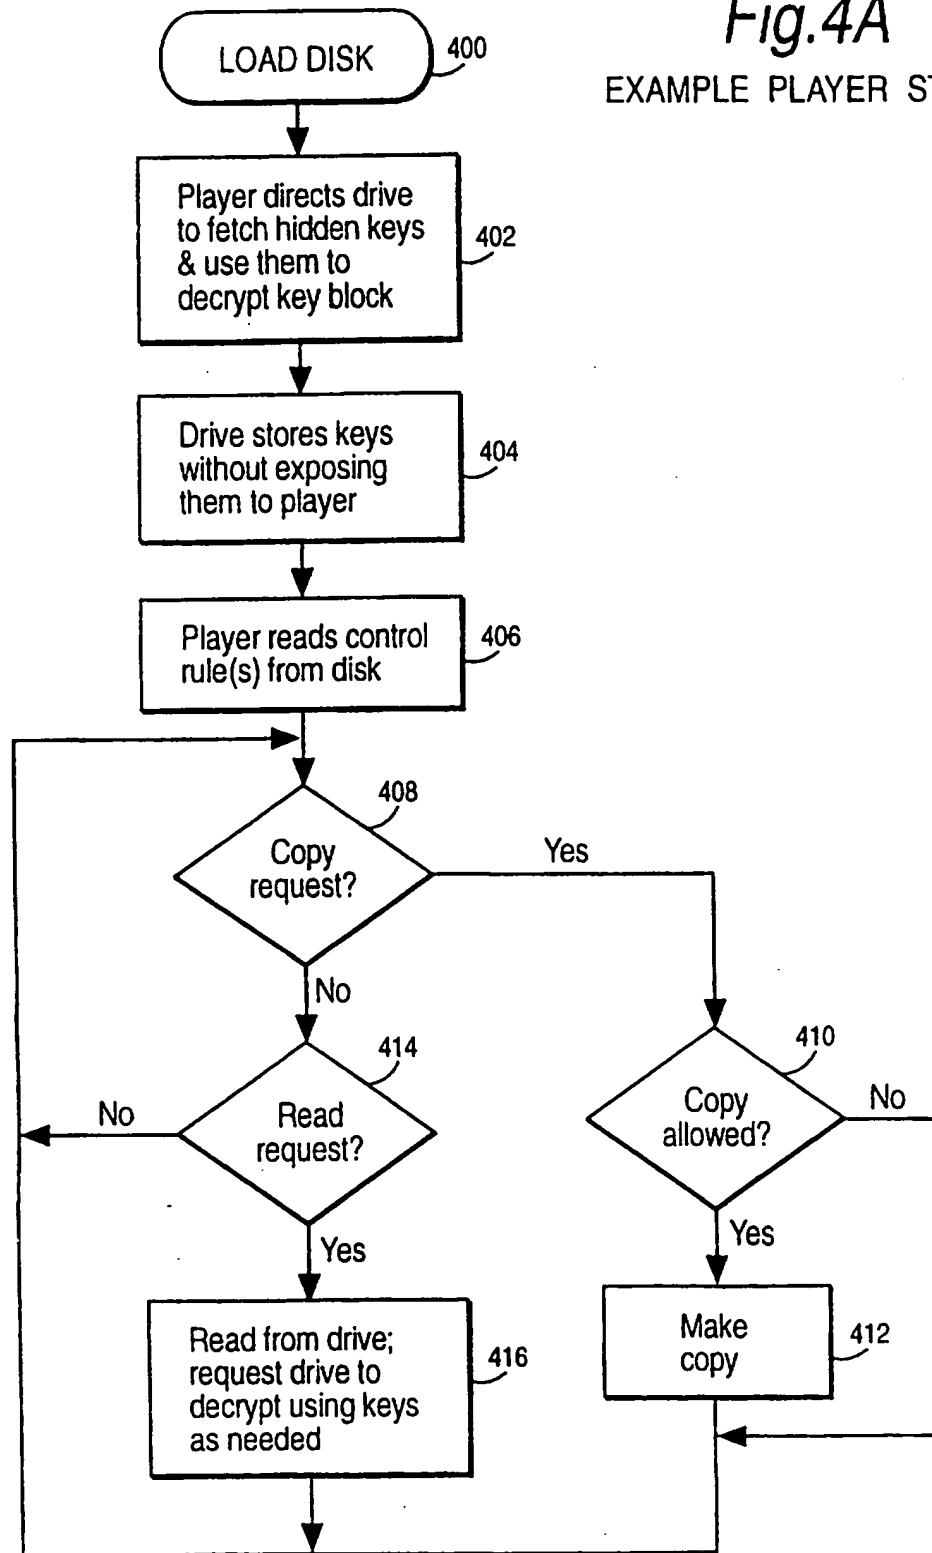 Fig.4A
EXAMPLE PLAYER
LOAD DISK
400
Player directs drive
to fetch hidden keys
& use them to
decrypt key block
402
Drive stores keys
without exposing
them to player
404
Player reads control
rule(s) from disk
406
408
Copy
request?
Yes
No
414
Read
request?
No
Yes
410
Copy
allowed?
No
Yes
Read from drive;
request drive to
decrypt using keys
as needed
416
Make
copy
412